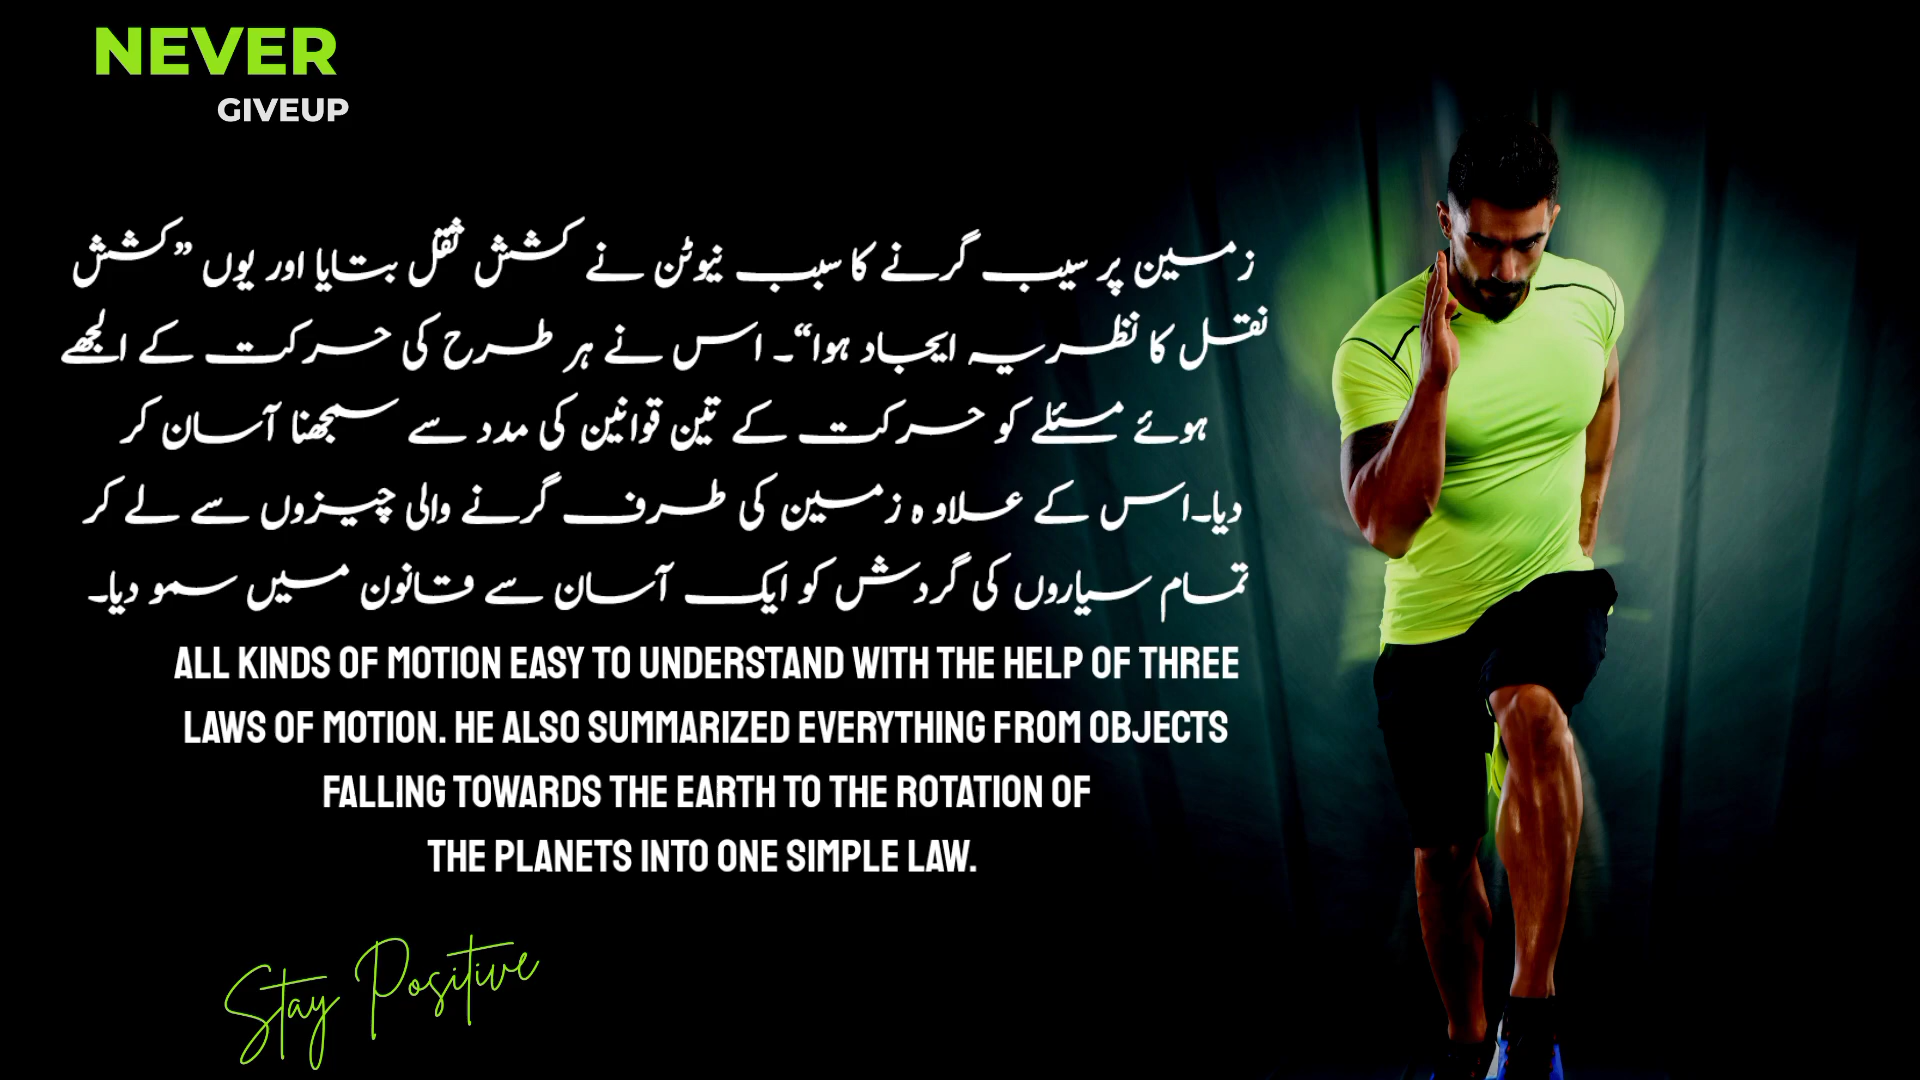 NEVER
GIVEUP
زمین پر سیب گرنے کا سبب نیوٹن نے کشش ثقل بتایا اور یوں ”کشش
نقل کا نظریہ ایجاد ہوا“۔ اس نے ہر طرح کی حرکت کے الجھے
ہوئے مسئلے کو حرکت کے تین قوانین کی مدد سے سمجھنا آسان کر
دیا۔اس کے علاو ہ زمین کی طرف گرنے والی چیزوں سے لے کر
تمام سیاروں کی گردش کو ایک آسان سے قانون میں سمو دیا۔
ALL KINDS OF MOTION EASY TO UNDERSTAND WITH THE HELP OF THREE
LAWS OF MOTION. HE ALSO SUMMARIZED EVERYTHING FROM OBJECTS
FALLING TOWARDS THE EARTH TO THE ROTATION OF
THE PLANETS INTO ONE SIMPLE LAW.
Stay Positive